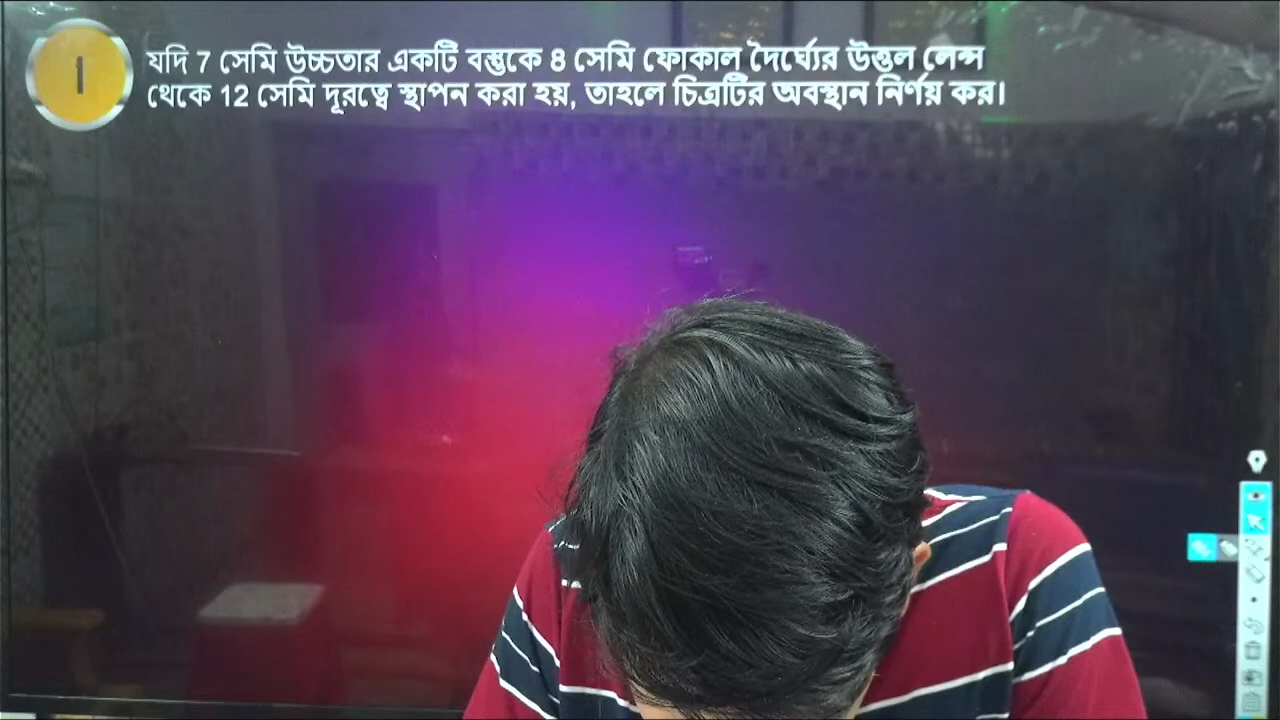 1
যদি 7 সেমি উচ্চতার একটি বস্তুকে 8 সেমি ফোকাল দৈর্ঘ্যের উত্তল লেন্স
থেকে 12 সেমি দূরত্বে স্থাপন করা হয়, তাহলে চিত্রটির অবস্থান নির্ণয় কর।